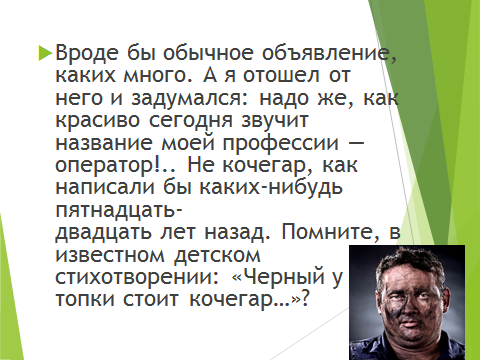 Вроде бы обычное объявление,
каких много. А я отошел от
него и задумался: надо же, как
красиво сегодня звучит
название моей профессии —
оператор!.. Не кочегар, как
написали бы каких-нибудь
пятнадцать-
двадцать лет назад. Помните, в
известном детском
стихотворении: «Черный у
топки стоит кочегар…»?